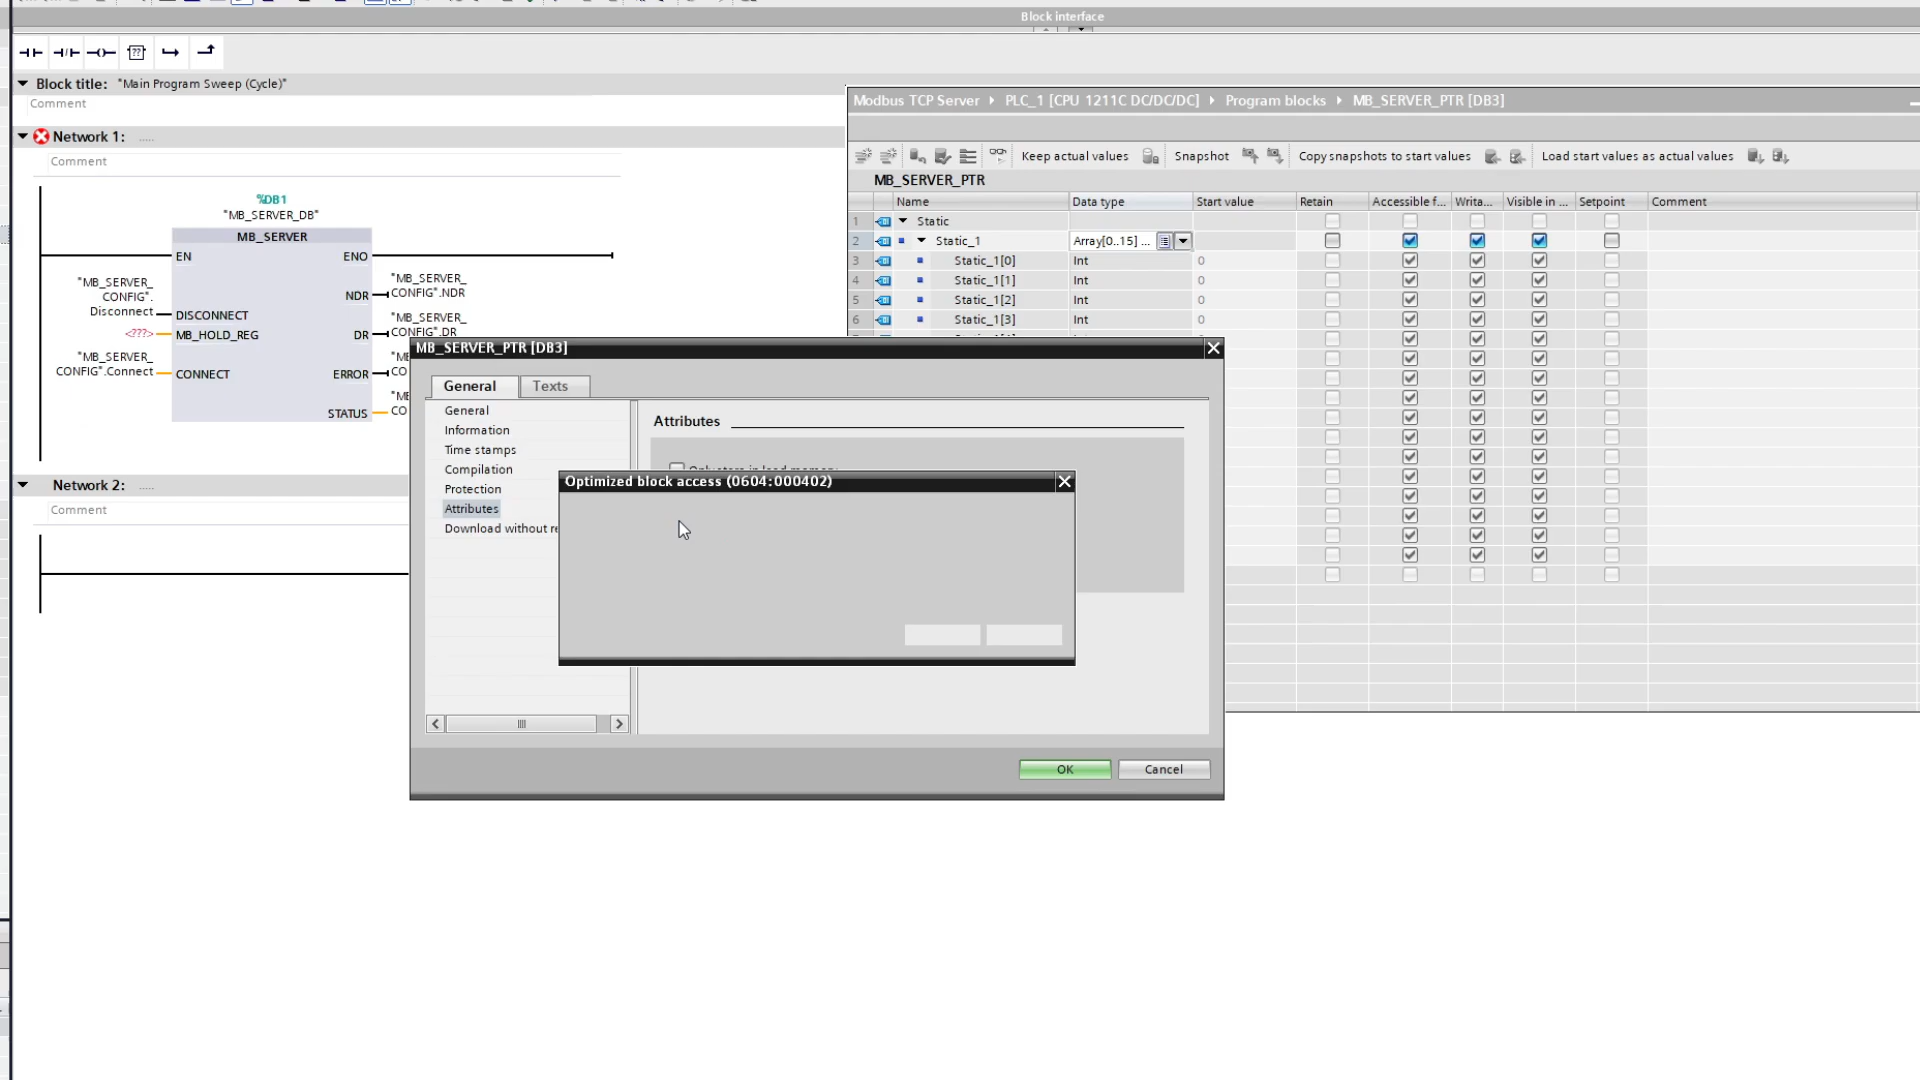 Block interface
Block title: "Main Program Sweep (Cycle)"
Comment
Network 1: .....
Comment
%DB1
"MB_SERVER_DB"
MB_SERVER
EN ENO
"MB_SERVER_
CONFIG".
Disconnect
DISCONNECT
<???>
MB_HOLD_REG
"MB_SERVER_
CONFIG".Connect
CONNECT
NDR
"MB_SERVER_
CONFIG".NDR
DR
"MB_SERVER_
CONFIG".DR
ERROR
STATUS
Network 2: .....
Comment
Modbus TCP Server PLC_1 [CPU 1211C DC/DC/DC] Program blocks MB_SERVER_PTR [DB3]
Keep actual values Snapshot Copy snapshots to start values Load start values as actual values
MB_SERVER_PTR
Name Data type Start value Retain Accessible f... Writa... Visible in ... Setpoint Comment
1 Static
2 Static_1 Array[0..15] ...
3 Static_1[0] Int 0
4 Static_1[1] Int 0
5 Static_1[2] Int 0
6 Static_1[3] Int 0
MB_SERVER_PTR [DB3]
General Texts
General
Information
Time stamps
Compilation
Protection
Attributes
Download without re
Attributes
Only store in load memory
Optimized block access (0604:000402)
OK Cancel